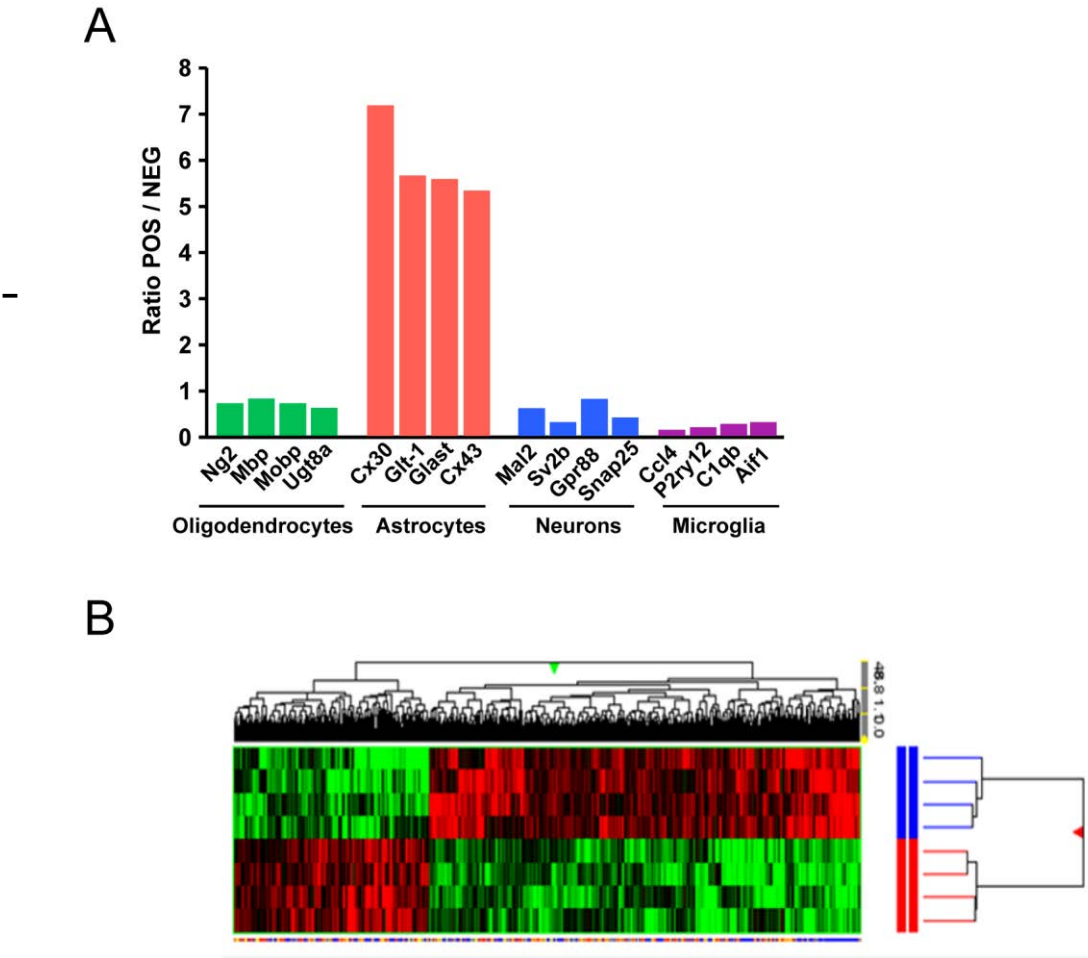 A
8
7
6
5
4
3
2
1
0
Ratio POS / NEG
Ng2
Mbp
Mobp
Ugt8a
Cx30
Glt-1
Glast
Cx43
Mal2
Sv2b
Gpr88
Snap25
Ccl4
P2ry12
C1qb
Aif1
Oligodendrocytes
Astrocytes
Neurons
Microglia
B